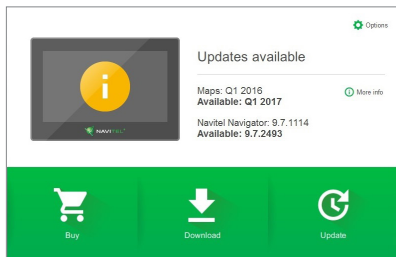 Options
Updates available
Maps: Q1 2016
Available: Q1 2017
More info
Navitel Navigator: 9.7.1114
Available: 9.7.2493
NAVITEL
Buy
Download
Update